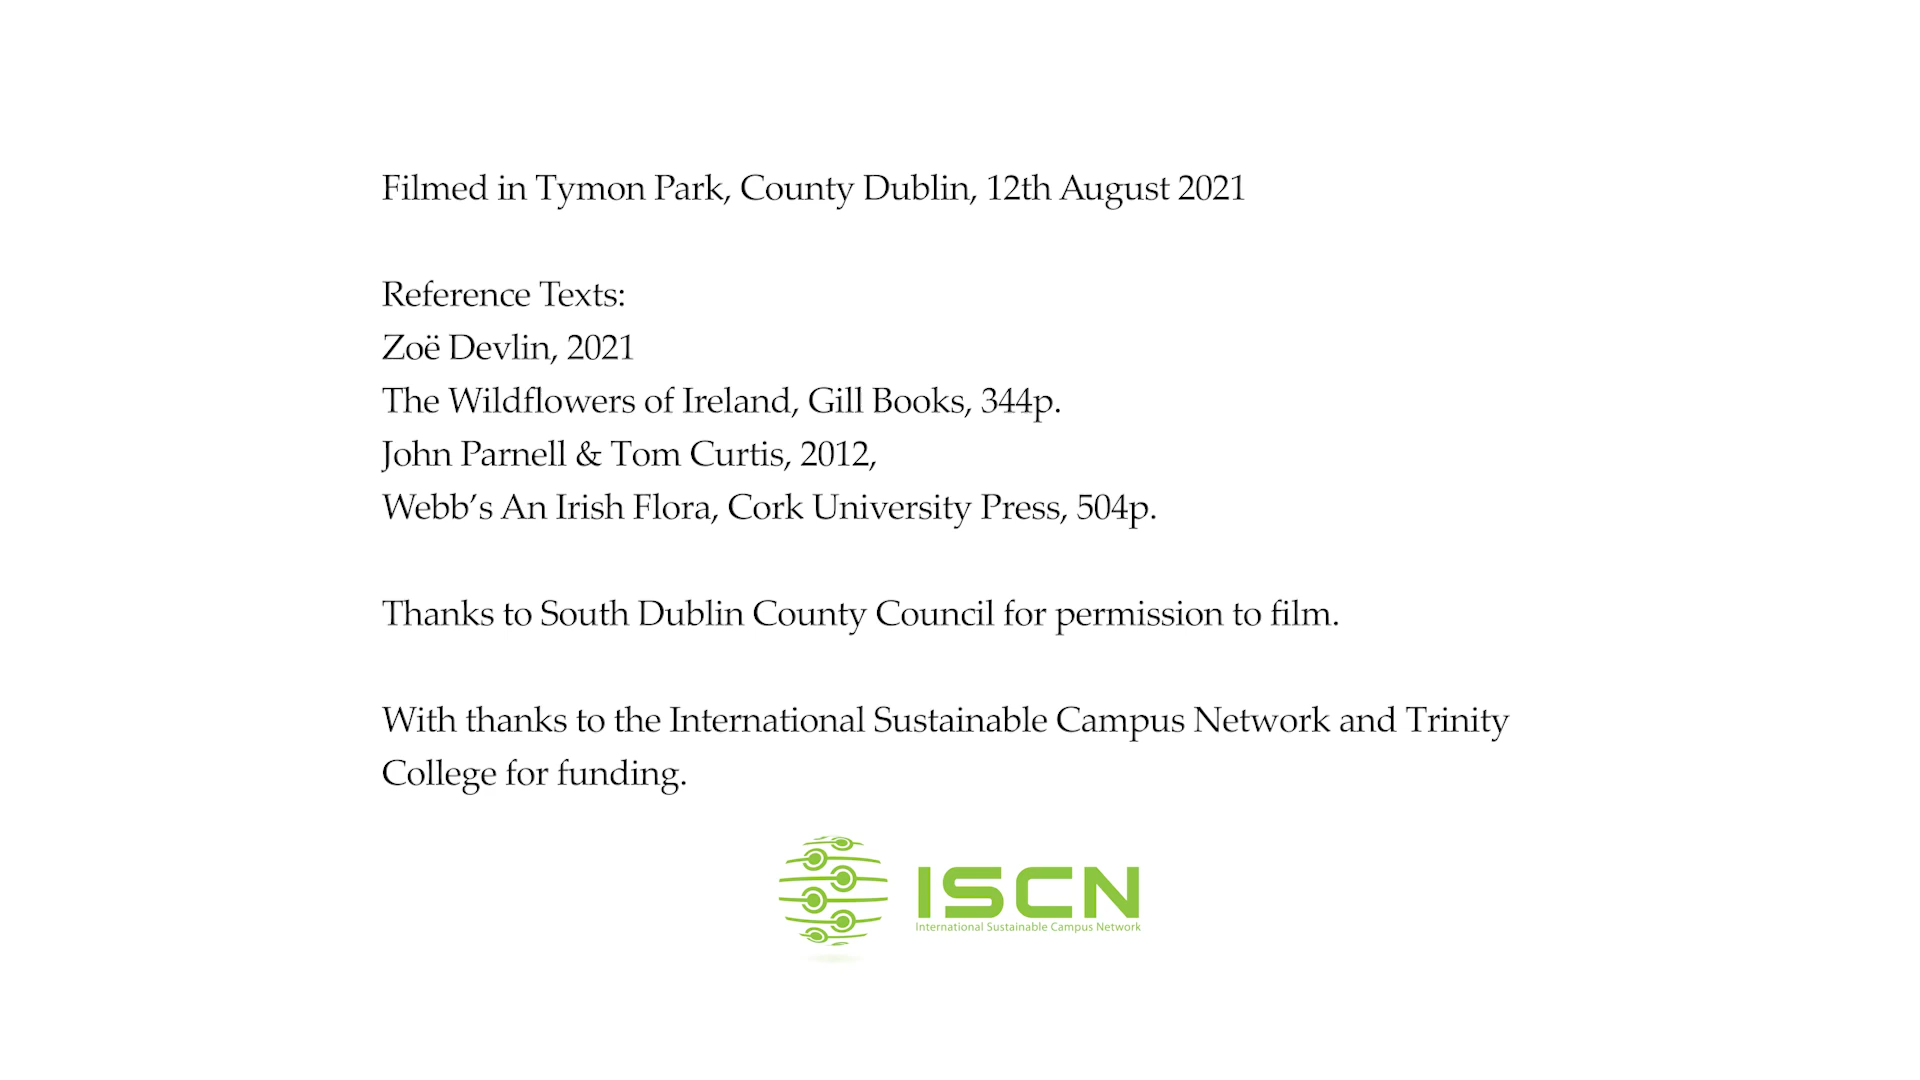 Filmed in Tymon Park, County Dublin, 12th August 2021
Reference Texts:
Zoë Devlin, 2021
The Wildflowers of Ireland, Gill Books, 344p.
John Parnell & Tom Curtis, 2012,
Webb’s An Irish Flora, Cork University Press, 504p.
Thanks to South Dublin County Council for permission to film.
With thanks to the International Sustainable Campus Network and Trinity
College for funding.
ISCN
International Sustainable Campus Network